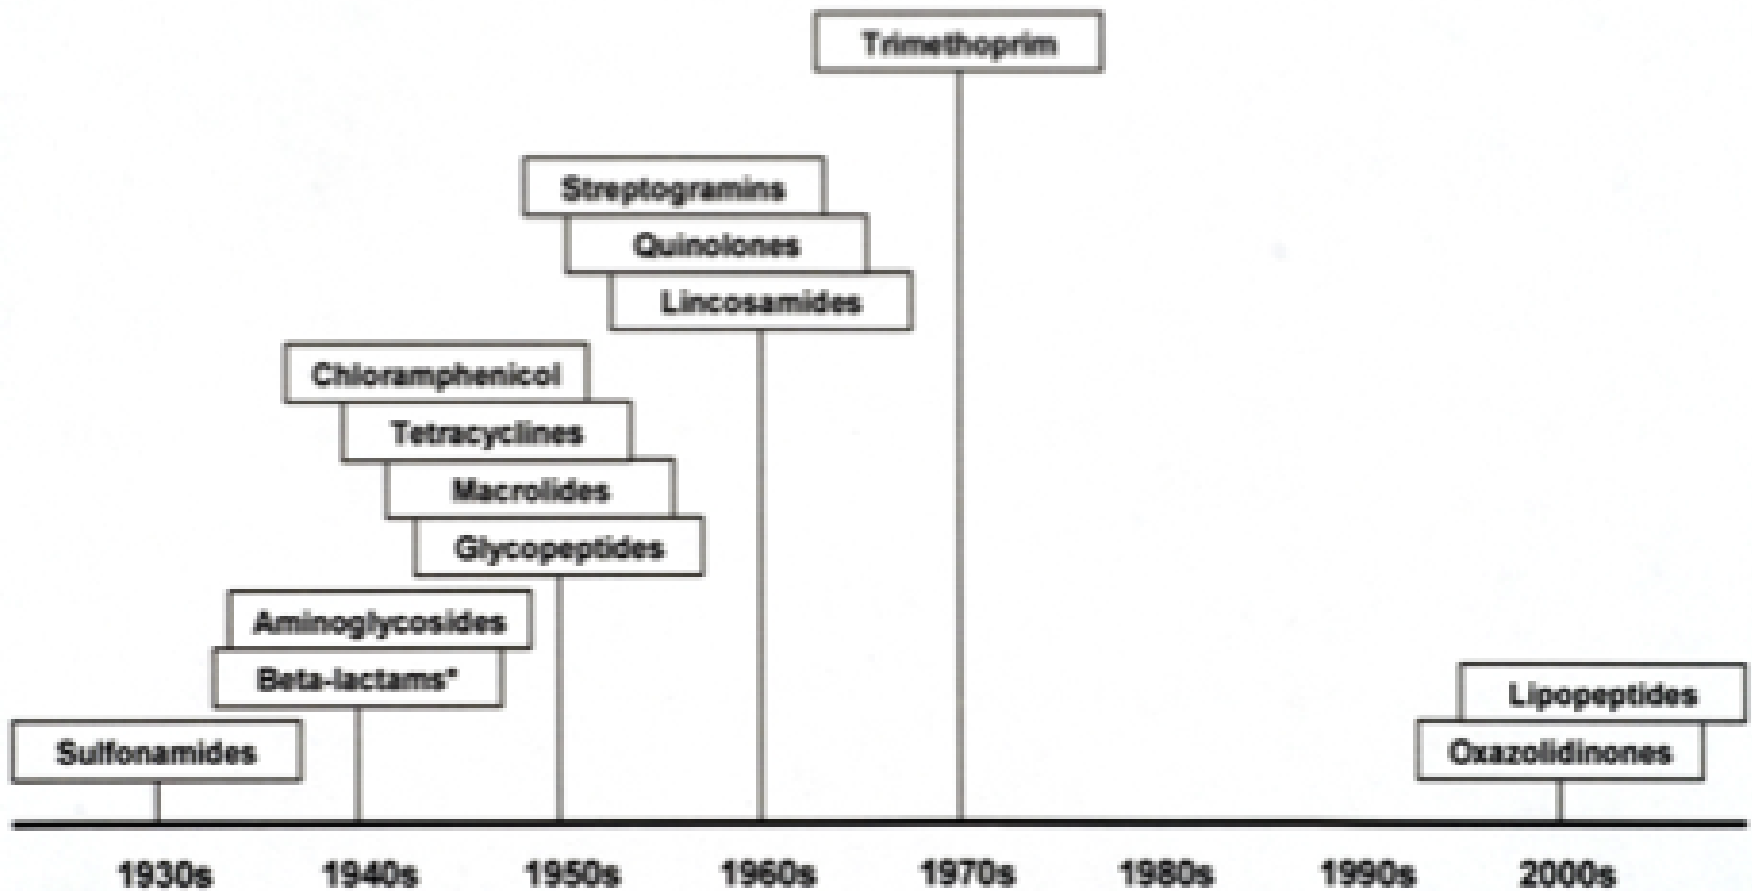 Trimethoprim
Streptogramins
Quinolones
Lincosamides
Chloramphenicol
Tetracyclines
Macrolides
Glycopeptides
Aminoglycosides
Beta-lactams*
Sulfonamides
Lipopeptides
Oxazolidinones
1930s 1940s 1950s 1960s 1970s 1980s 1990s 2000s